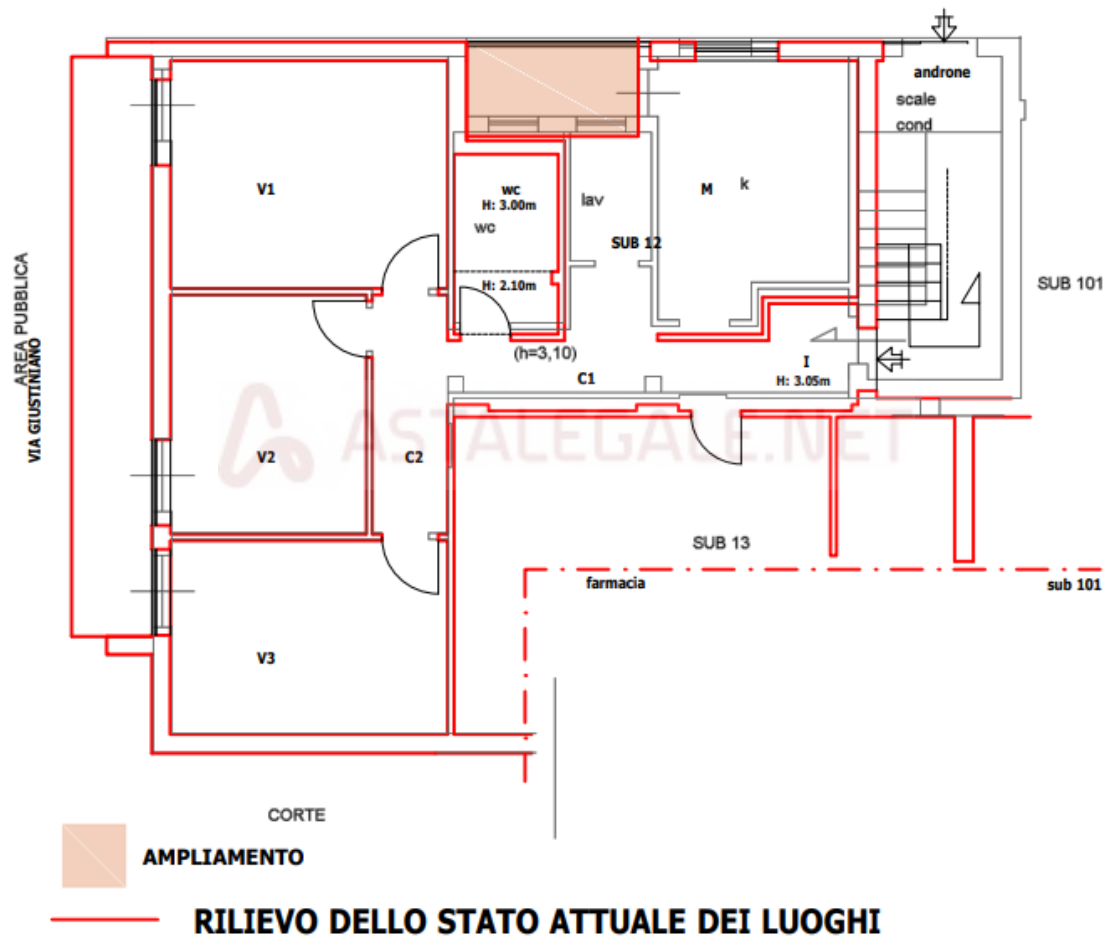 androne
scale
cond
V1
wc
H: 3.00m
wc
lav
M
k
SUB 12
AREA PUBBLICA
VIA GIUSTINIANO
H: 2.10m
SUB 101
(h=3,10)
C1
I
H: 3.05m
ASTALEGALE.NET
V2
C2
SUB 13
farmacia
sub 101
V3
CORTE
AMPLIAMENTO
RILIEVO DELLO STATO ATTUALE DEI LUOGHI